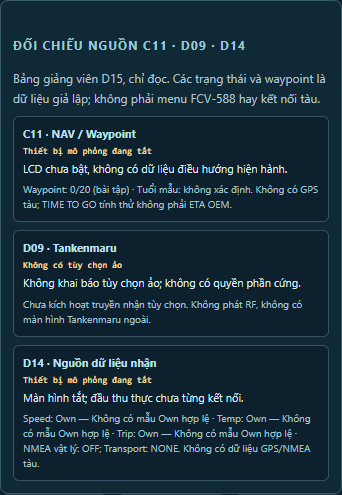 ĐỐI CHIẾU NGUỒN C11 · D09 · D14
Bảng giảng viên D15, chỉ đọc. Các trạng thái và waypoint là
dữ liệu giả lập; không phải menu FCV-588 hay kết nối tàu.
C11 · NAV / Waypoint
Thiết bị mô phỏng đang tắt
LCD chưa bật, không có dữ liệu điều hướng hiện hành.
Waypoint: 0/20 (bài tập) · Tuổi mẫu: không xác định. Không có GPS
tàu; TIME TO GO tính thử không phải ETA OEM.
D09 · Tankenmaru
Không có tùy chọn ảo
Không khai báo tùy chọn ảo; không có quyền phần cứng.
Chưa kích hoạt truyền nhận tùy chọn. Không phát RF, không có
màn hình Tankenmaru ngoài.
D14 · Nguồn dữ liệu nhận
Thiết bị mô phỏng đang tắt
Màn hình tắt; đầu thu thực chưa từng kết nối.
Speed: Own — Không có mẫu Own hợp lệ · Temp: Own — Không
có mẫu Own hợp lệ · Trip: Own — Không có mẫu Own hợp lệ ·
NMEA vật lý: OFF; Transport: NONE. Không có dữ liệu GPS/NMEA
tàu.